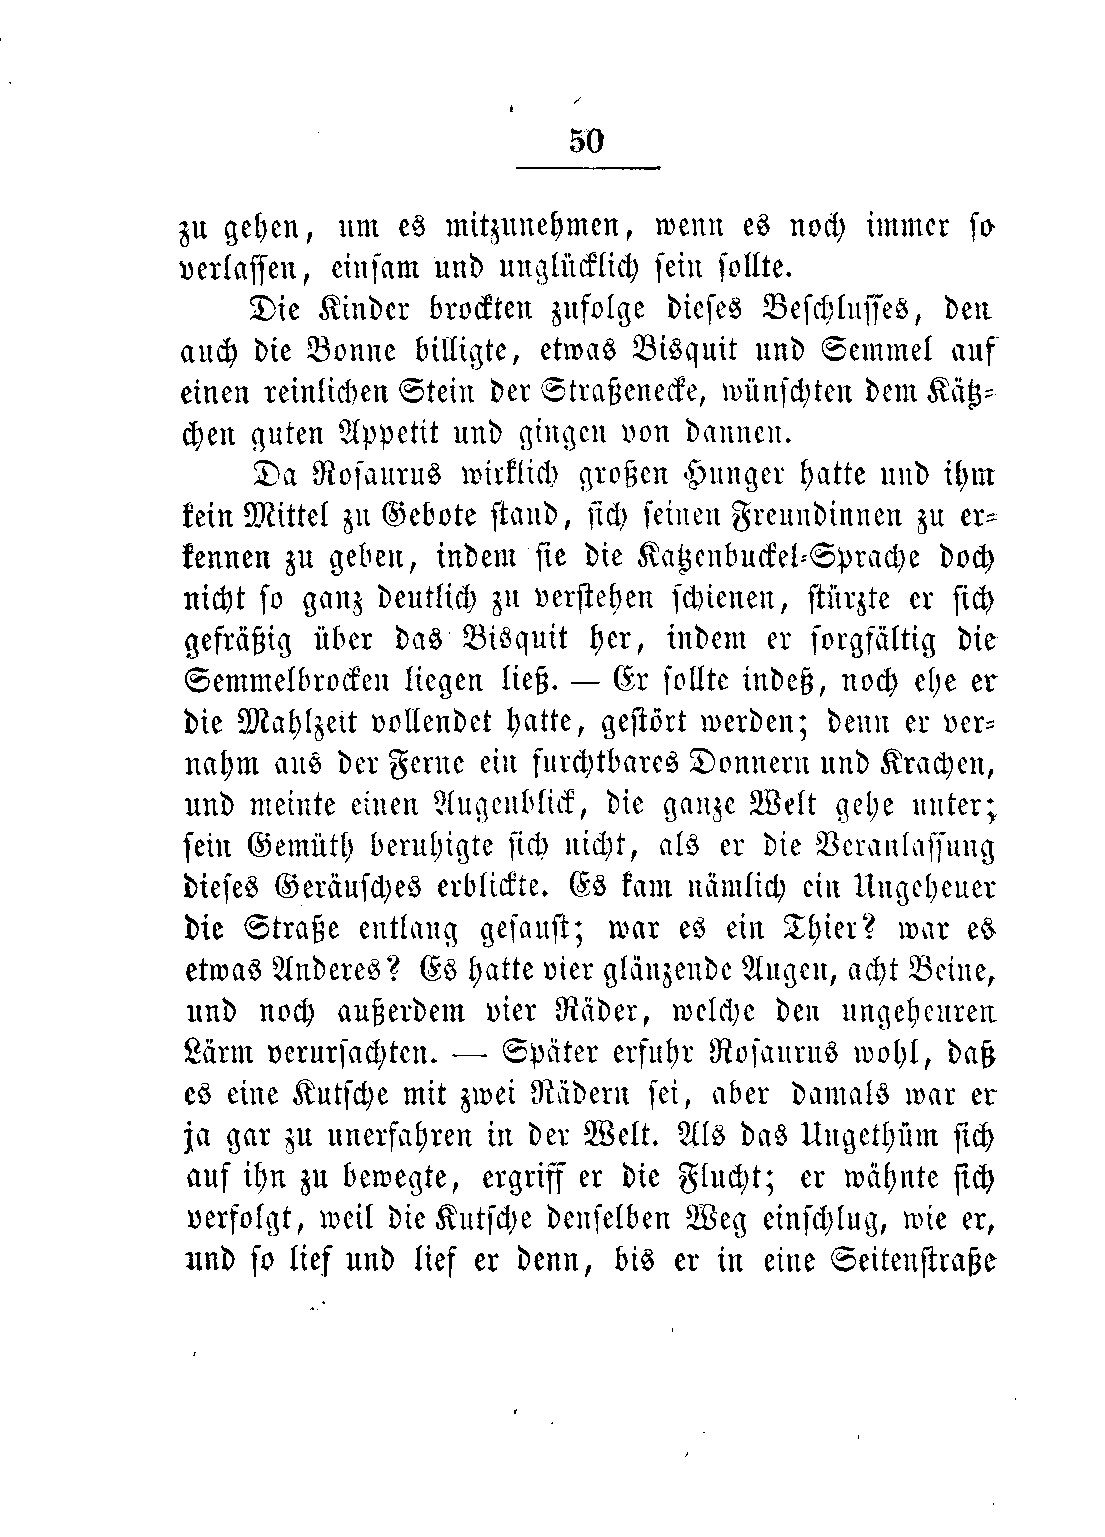 50
zu gehen, um es mitzunehmen, wenn es noch immer so
verlassen, einsam und unglücklich sein sollte.
Die Kinder brockten zufolge dieses Beschlusses, den
auch die Bonne billigte, etwas Bisquit und Semmel auf
einen reinlichen Stein der Straßenecke, wünschten dem Kätz-
chen guten Appetit und gingen von dannen.
Da Rosaurus wirklich großen Hunger hatte und ihm
kein Mittel zu Gebote stand, sich seinen Freundinnen zu er-
kennen zu geben, indem sie die Katzenbuckel-Sprache doch
nicht so ganz deutlich zu verstehen schienen, stürzte er sich
gefräßig über das Bisquit her, indem er sorgfältig die
Semmelbrocken liegen ließ. — Er sollte indeß, noch ehe er
die Mahlzeit vollendet hatte, gestört werden; denn er ver-
nahm aus der Ferne ein furchtbares Donnern und Krachen,
und meinte einen Augenblick, die ganze Welt gehe unter;
sein Gemüth beruhigte sich nicht, als er die Veranlassung
dieses Geräusches erblickte. Es kam nämlich ein Ungeheuer
die Straße entlang gesaust; war es ein Thier? war es
etwas Anderes? Es hatte vier glänzende Augen, acht Beine,
und noch außerdem vier Räder, welche den ungeheuren
Lärm verursachten. — Später erfuhr Rosaurus wohl, daß
es eine Kutsche mit zwei Rädern sei, aber damals war er
ja gar zu unerfahren in der Welt. Als das Ungethüm sich
auf ihn zu bewegte, ergriff er die Flucht; er wähnte sich
verfolgt, weil die Kutsche denselben Weg einschlug, wie er,
und so lief und lief er denn, bis er in eine Seitenstraße